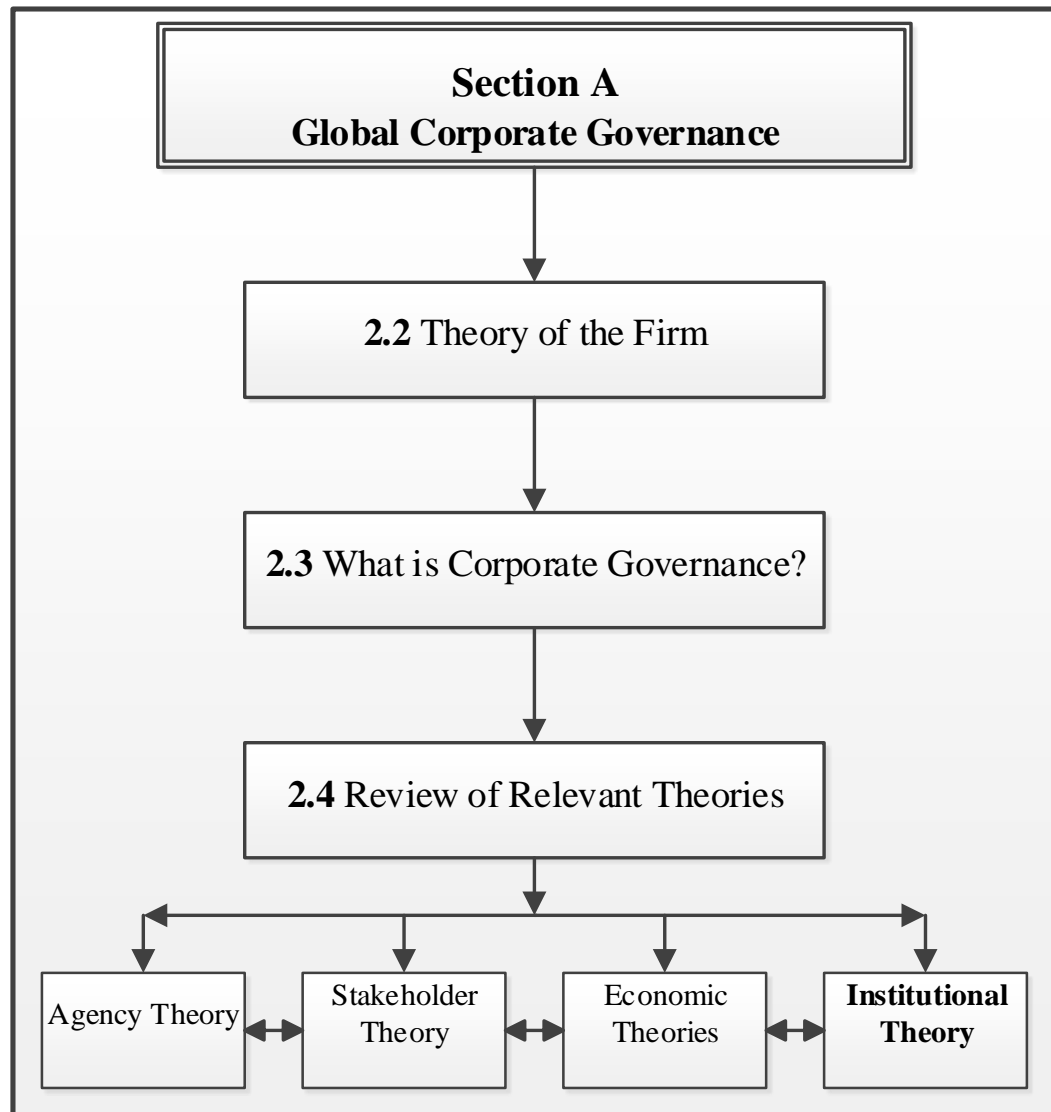 Section A
Global Corporate Governance
2.2 Theory of the Firm
2.3 What is Corporate Governance?
2.4 Review of Relevant Theories
Agency Theory
Stakeholder
Theory
Economic
Theories
Institutional
Theory